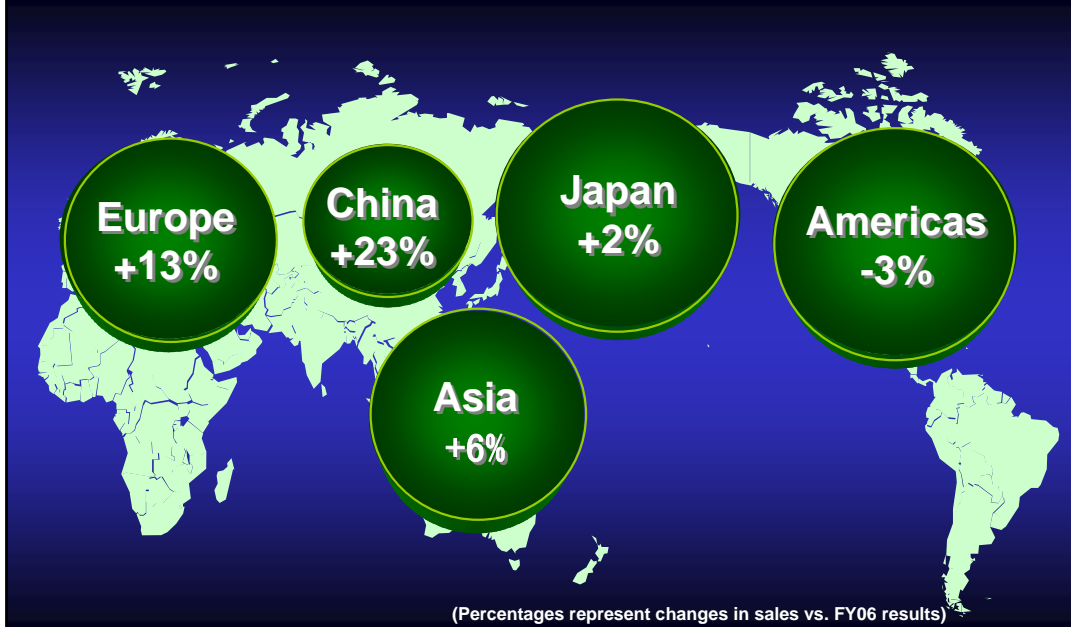 Europe
+13%
China
+23%
Japan
+2%
Americas
-3%
Asia
+6%
(Percentages represent changes in sales vs. FY06 results)